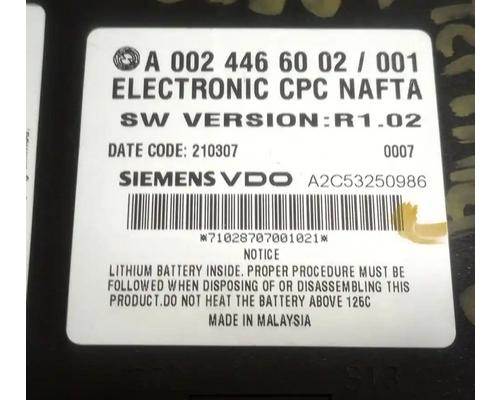 A 002 446 60 02 / 001
ELECTRONIC CPC NAFTA
SW VERSION:R1.02
DATE CODE: 210307 0007
SIEMENS VDO A2C53250986
*71028707001021*
NOTICE
LITHIUM BATTERY INSIDE. PROPER PROCEDURE MUST BE
FOLLOWED WHEN DISPOSING OF OR DISASSEMBLING THIS
PRODUCT.DO NOT HEAT THE BATTERY ABOVE 125C
MADE IN MALAYSIA